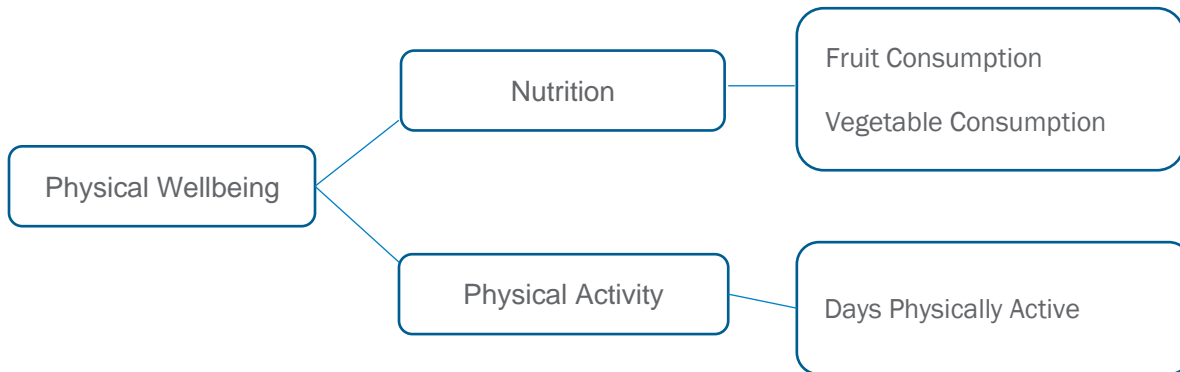 Physical Wellbeing
Nutrition
Fruit Consumption
Vegetable Consumption
Physical Activity
Days Physically Active